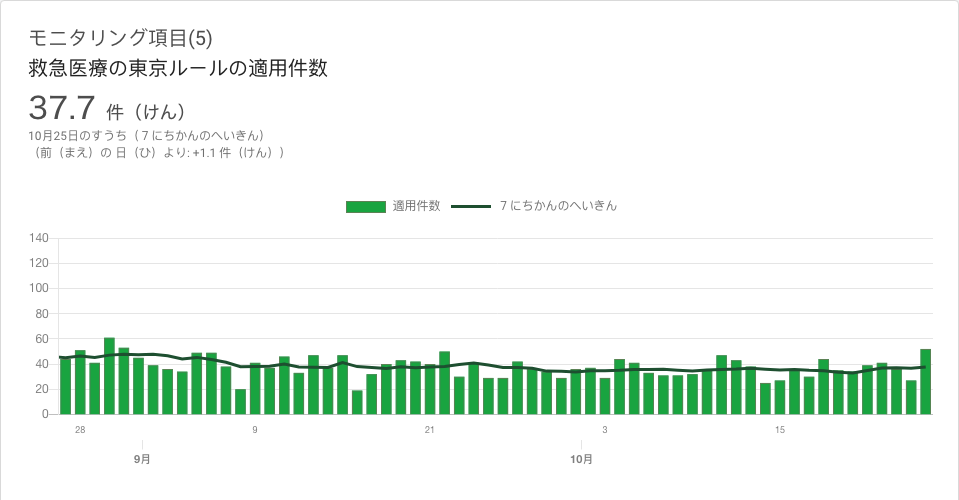 モニタリング項目(5)
救急医療の東京ルールの適用件数
37.7 件（けん）
10月25日のすうち（７にちかんのへいきん）
（前（まえ）の 日（ひ）より: +1.1 件（けん））
適用件数 ７にちかんのへいきん
140
120
100
80
60
40
20
0
28 9 21 3 15
9月 10月